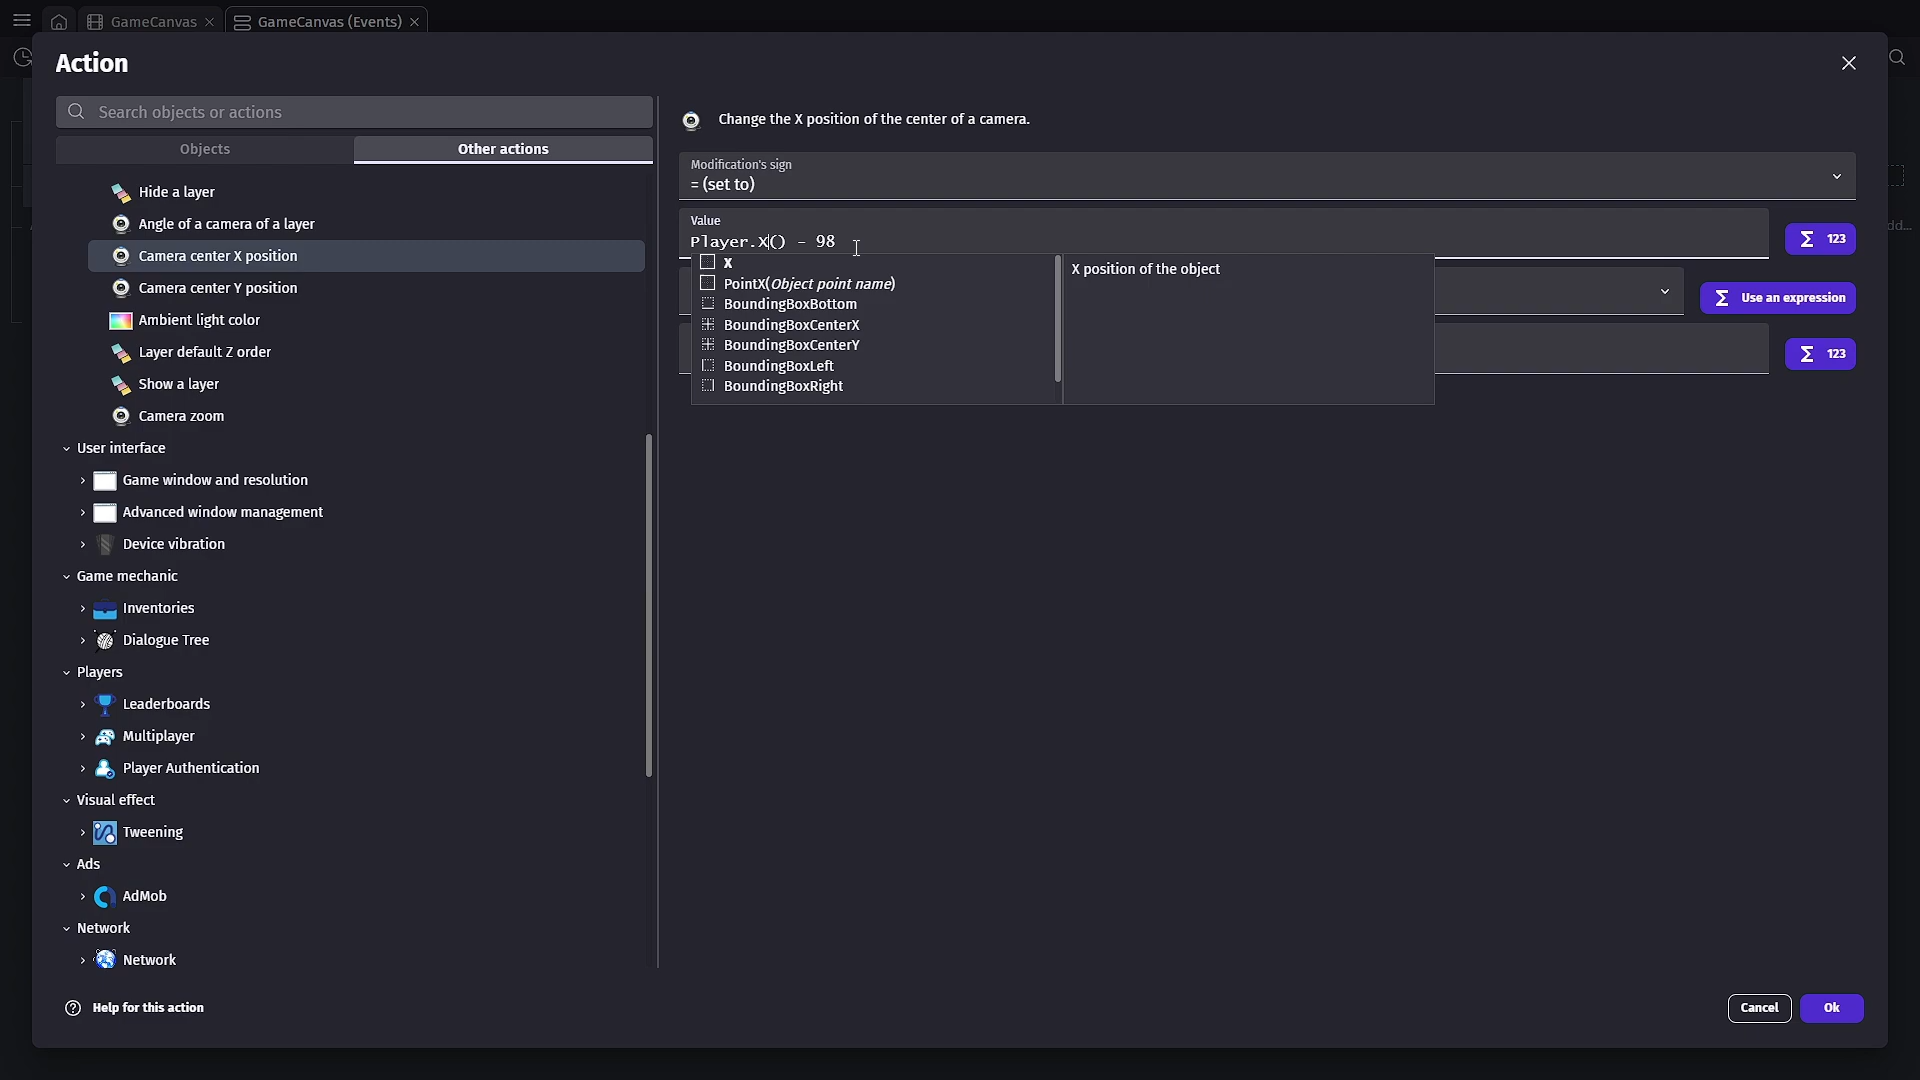 GameCanvas
GameCanvas (Events)
Action
Search objects or actions
Objects
Other actions
Hide a layer
Angle of a camera of a layer
Camera center X position
Camera center Y position
Ambient light color
Layer default Z order
Show a layer
Camera zoom
User interface
Game window and resolution
Advanced window management
Device vibration
Game mechanic
Inventories
Dialogue Tree
Players
Leaderboards
Multiplayer
Player Authentication
Visual effect
Tweening
Ads
AdMob
Network
Network
Help for this action
Change the X position of the center of a camera.
Modification's sign
= (set to)
Value
Player.X() - 98
Σ 123
X
PointX(Object point name)
BoundingBoxBottom
BoundingBoxCenterX
BoundingBoxCenterY
BoundingBoxLeft
BoundingBoxRight
X position of the object
Σ Use an expression
Σ 123
dd...
Cancel
Ok